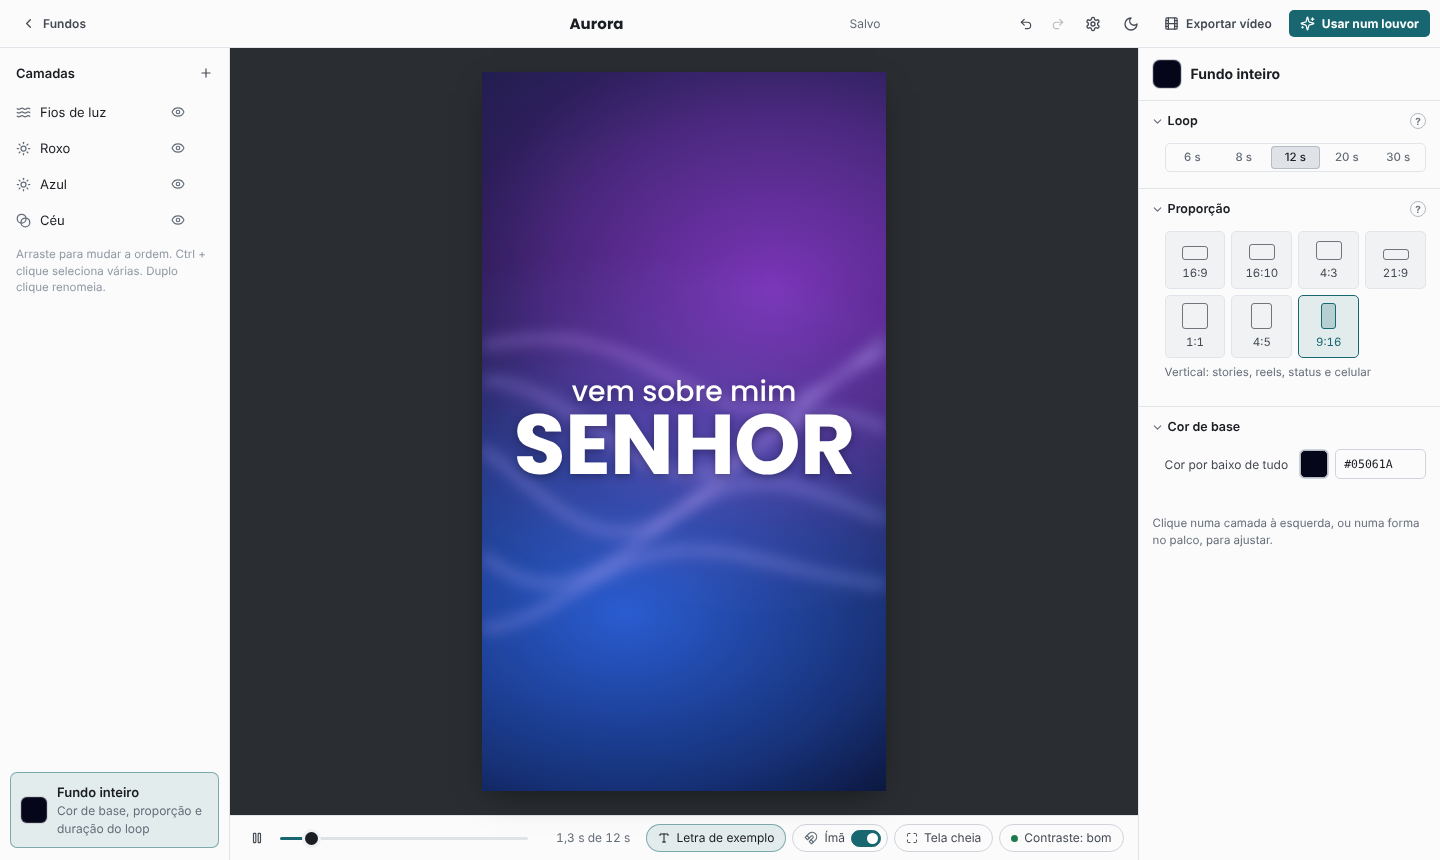 Fundos
Aurora
Salvo
Exportar vídeo
Usar num louvor
Camadas
Fios de luz
Roxo
Azul
Céu
Arraste para mudar a ordem. Ctrl +
clique seleciona várias. Duplo
clique renomeia.
Fundo inteiro
Cor de base, proporção e
duração do loop
vem sobre mim
SENHOR
1,3 s de 12 s
Letra de exemplo
Ímã
Tela cheia
Contraste: bom
Fundo inteiro
Loop
?
6 s 8 s 12 s 20 s 30 s
Proporção
?
16:9 16:10 4:3 21:9
1:1 4:5 9:16
Vertical: stories, reels, status e celular
Cor de base
Cor por baixo de tudo
#05061A
Clique numa camada à esquerda, ou numa forma
no palco, para ajustar.